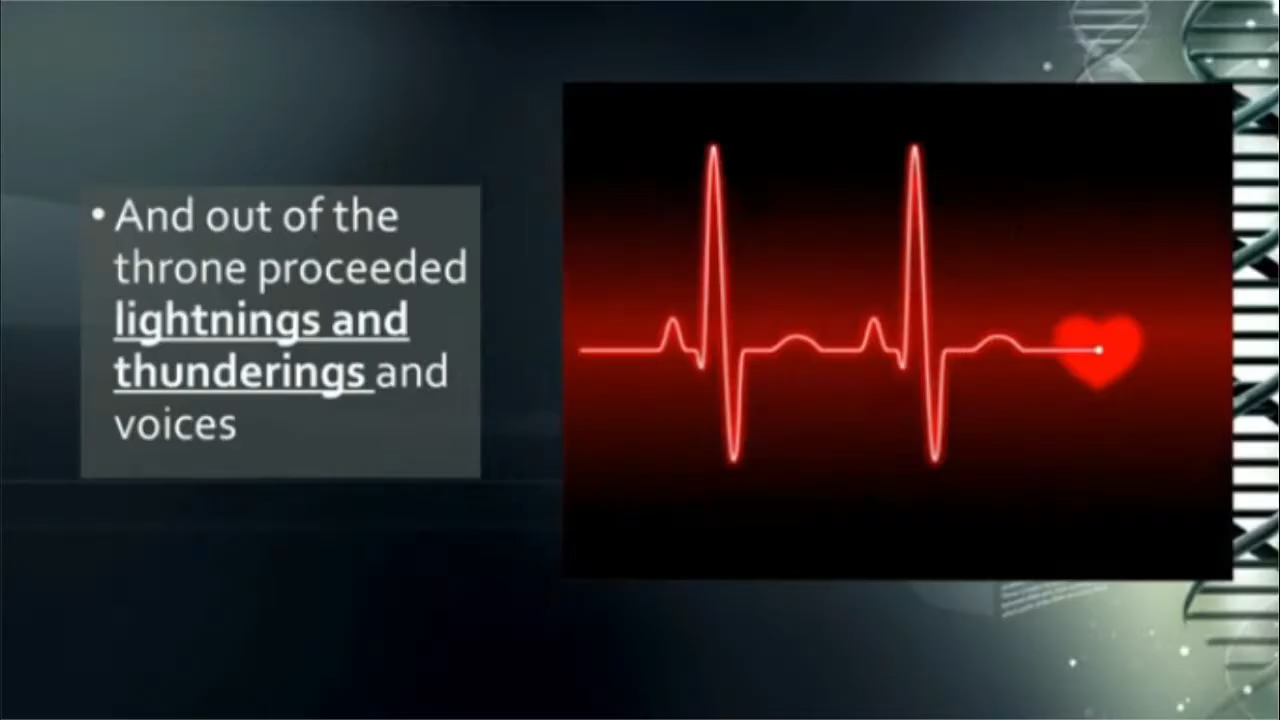 • And out of the
throne proceeded
lightnings and
thunderings and
voices